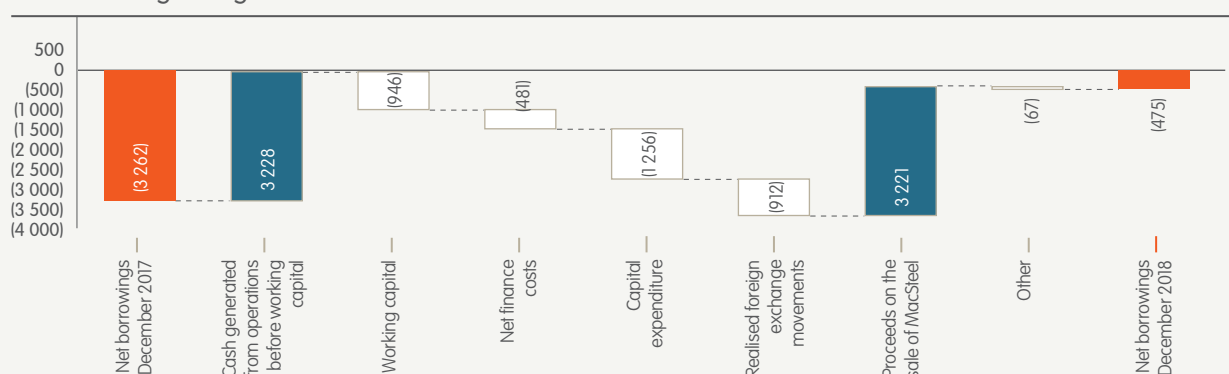 500
0
(500)
(1 000)
(1 500)
(2 000)
(2 500)
(3 000)
(3 500)
(4 000)
(3 262)
3 228
(946)
(481)
(1 256)
(912)
3 221
(67)
(475)
Net borrowings
December 2017
Cash generated
from operations
before working
capital
Working capital
Net finance
costs
Capital
expenditure
Realised foreign
exchange
movements
Proceeds on the
sale of MacSteel
Other
Net borrowings
December 2018